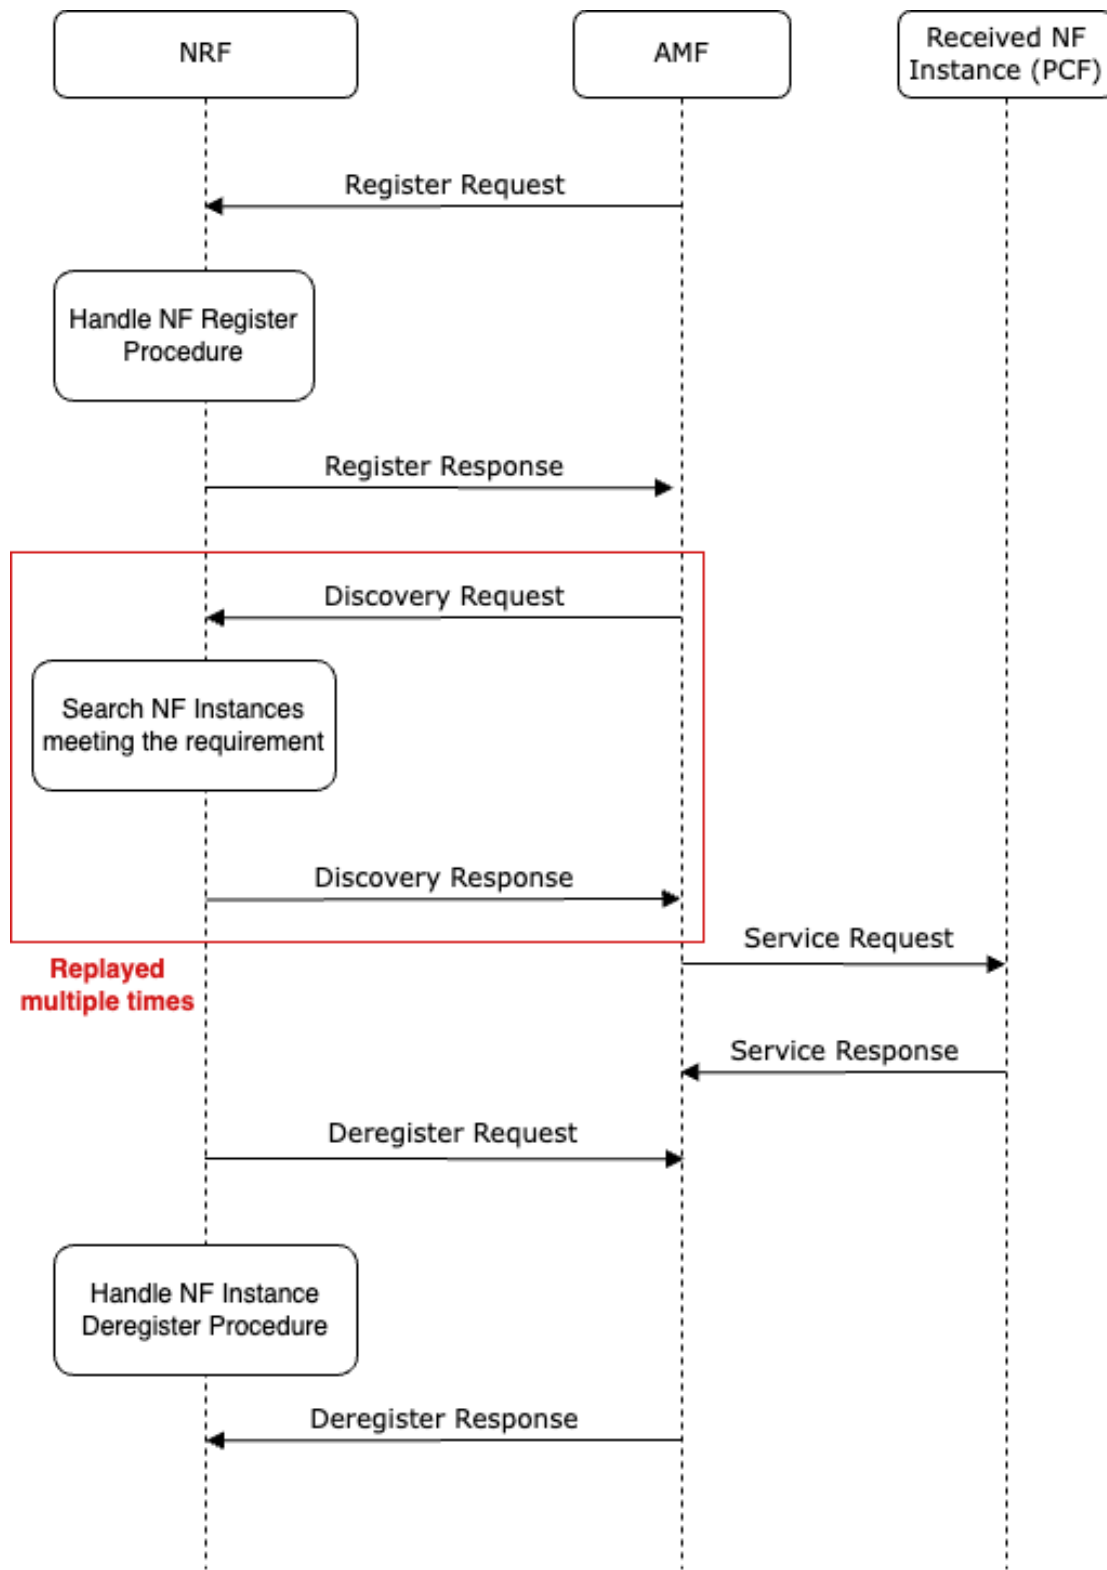 NRF
AMF
Received NF
Instance (PCF)
Register Request
Handle NF Register
Procedure
Register Response
Discovery Request
Search NF Instances
meeting the requirement
Discovery Response
Replayed
multiple times
Service Request
Service Response
Deregister Request
Handle NF Instance
Deregister Procedure
Deregister Response